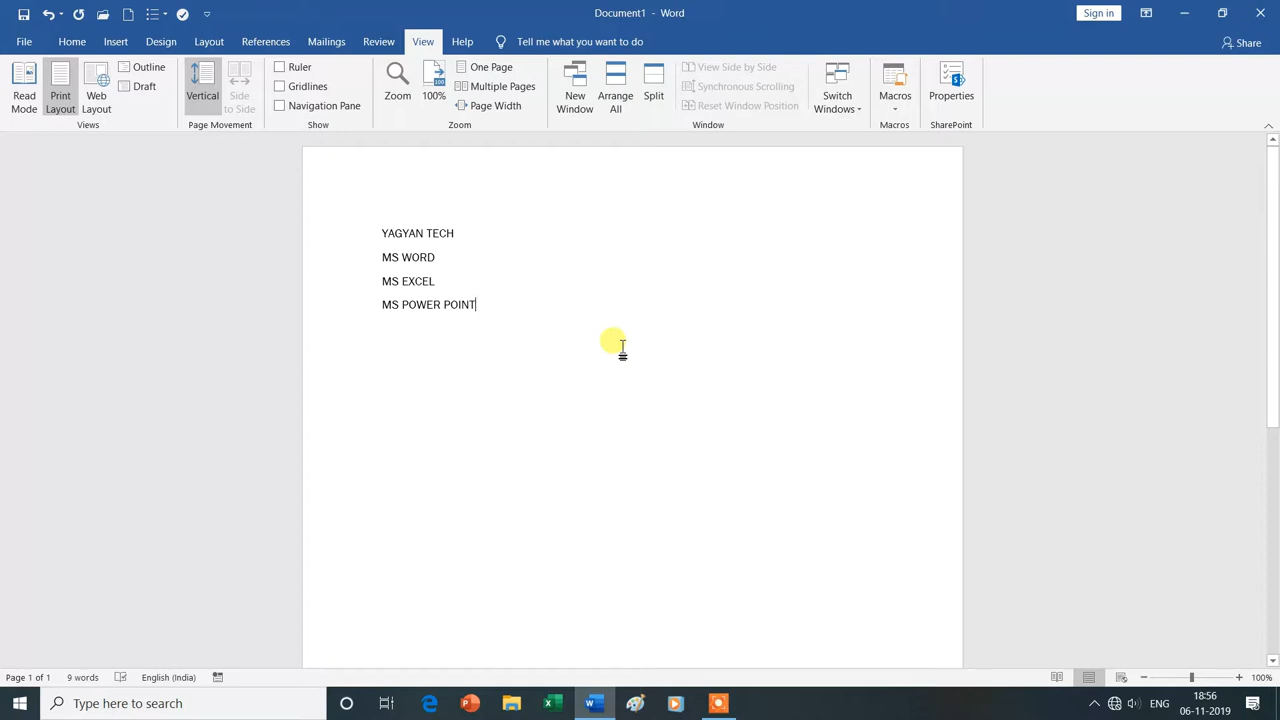 Document1 - Word
Sign in
File Home Insert Design Layout References Mailings Review View Help Tell me what you want to do Share
Read Mode
Print Layout
Web Layout
Outline
Draft
Views
Vertical
Side to Side
Page Movement
Ruler
Gridlines
Navigation Pane
Show
Zoom
100
100%
One Page
Multiple Pages
Page Width
Zoom
New Window
Arrange All
Split
View Side by Side
Synchronous Scrolling
Reset Window Position
Switch Windows
Window
Macros
Macros
Properties
SharePoint
YAGYAN TECH
MS WORD
MS EXCEL
MS POWER POINT
Page 1 of 1 9 words English (India) 100%
Type here to search
ENG
18:56
06-11-2019